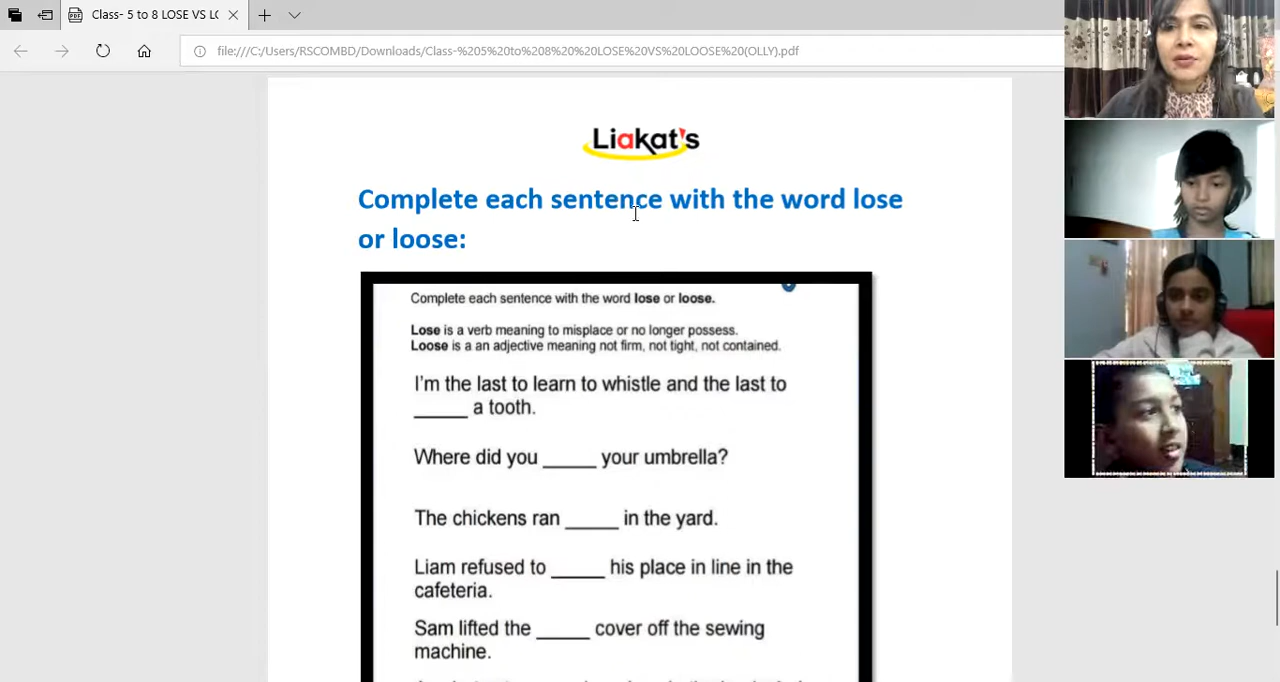 Class- 5 to 8 LOSE VS LO
file:///C:/Users/RSCOMBD/Downloads/Class-%205%20to%208%20%20LOSE%20VS%20LOOSE%20(OLLY).pdf
Liakat's
Complete each sentence with the word lose
or loose:
Complete each sentence with the word lose or loose.
Lose is a verb meaning to misplace or no longer possess.
Loose is a an adjective meaning not firm, not tight, not contained.
I'm the last to learn to whistle and the last to
_____ a tooth.
Where did you _____ your umbrella?
The chickens ran _____ in the yard.
Liam refused to _____ his place in line in the
cafeteria.
Sam lifted the _____ cover off the sewing
machine.